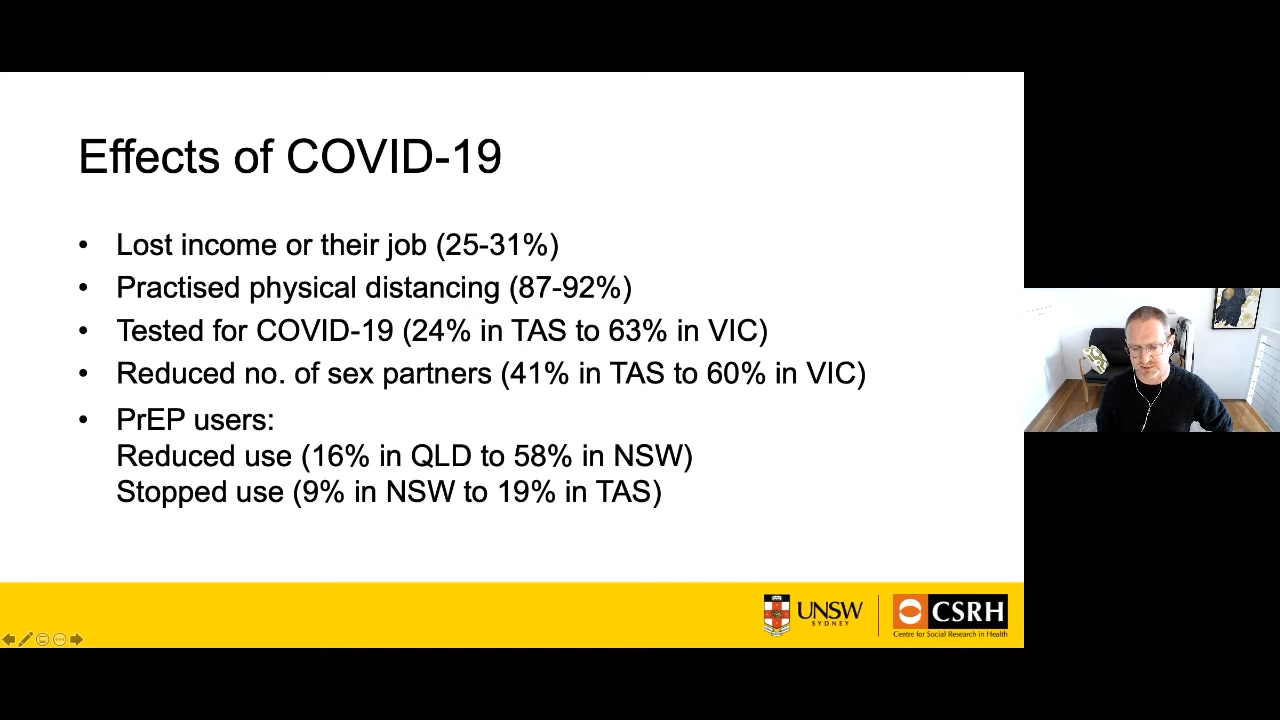 Effects of COVID-19
• Lost income or their job (25-31%)
• Practised physical distancing (87-92%)
• Tested for COVID-19 (24% in TAS to 63% in VIC)
• Reduced no. of sex partners (41% in TAS to 60% in VIC)
• PrEP users:
Reduced use (16% in QLD to 58% in NSW)
Stopped use (9% in NSW to 19% in TAS)
UNSW
SYDNEY
CSRH
Centre for Social Research in Health